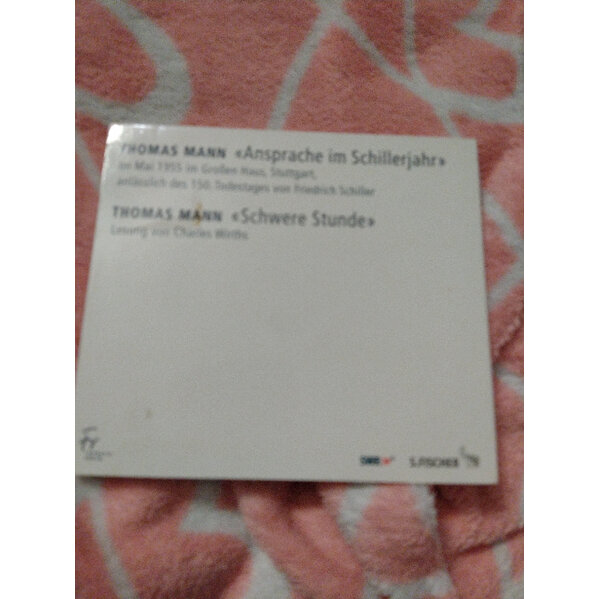 THOMAS MANN «Ansprache im Schillerjahr»
im Mai 1955 im Großen Haus, Stuttgart,
anlässlich des 150. Todestages von Friedrich Schiller
THOMAS MANN «Schwere Stunde»
Lesung von Charles Wirths
SWR
S.FISCHER